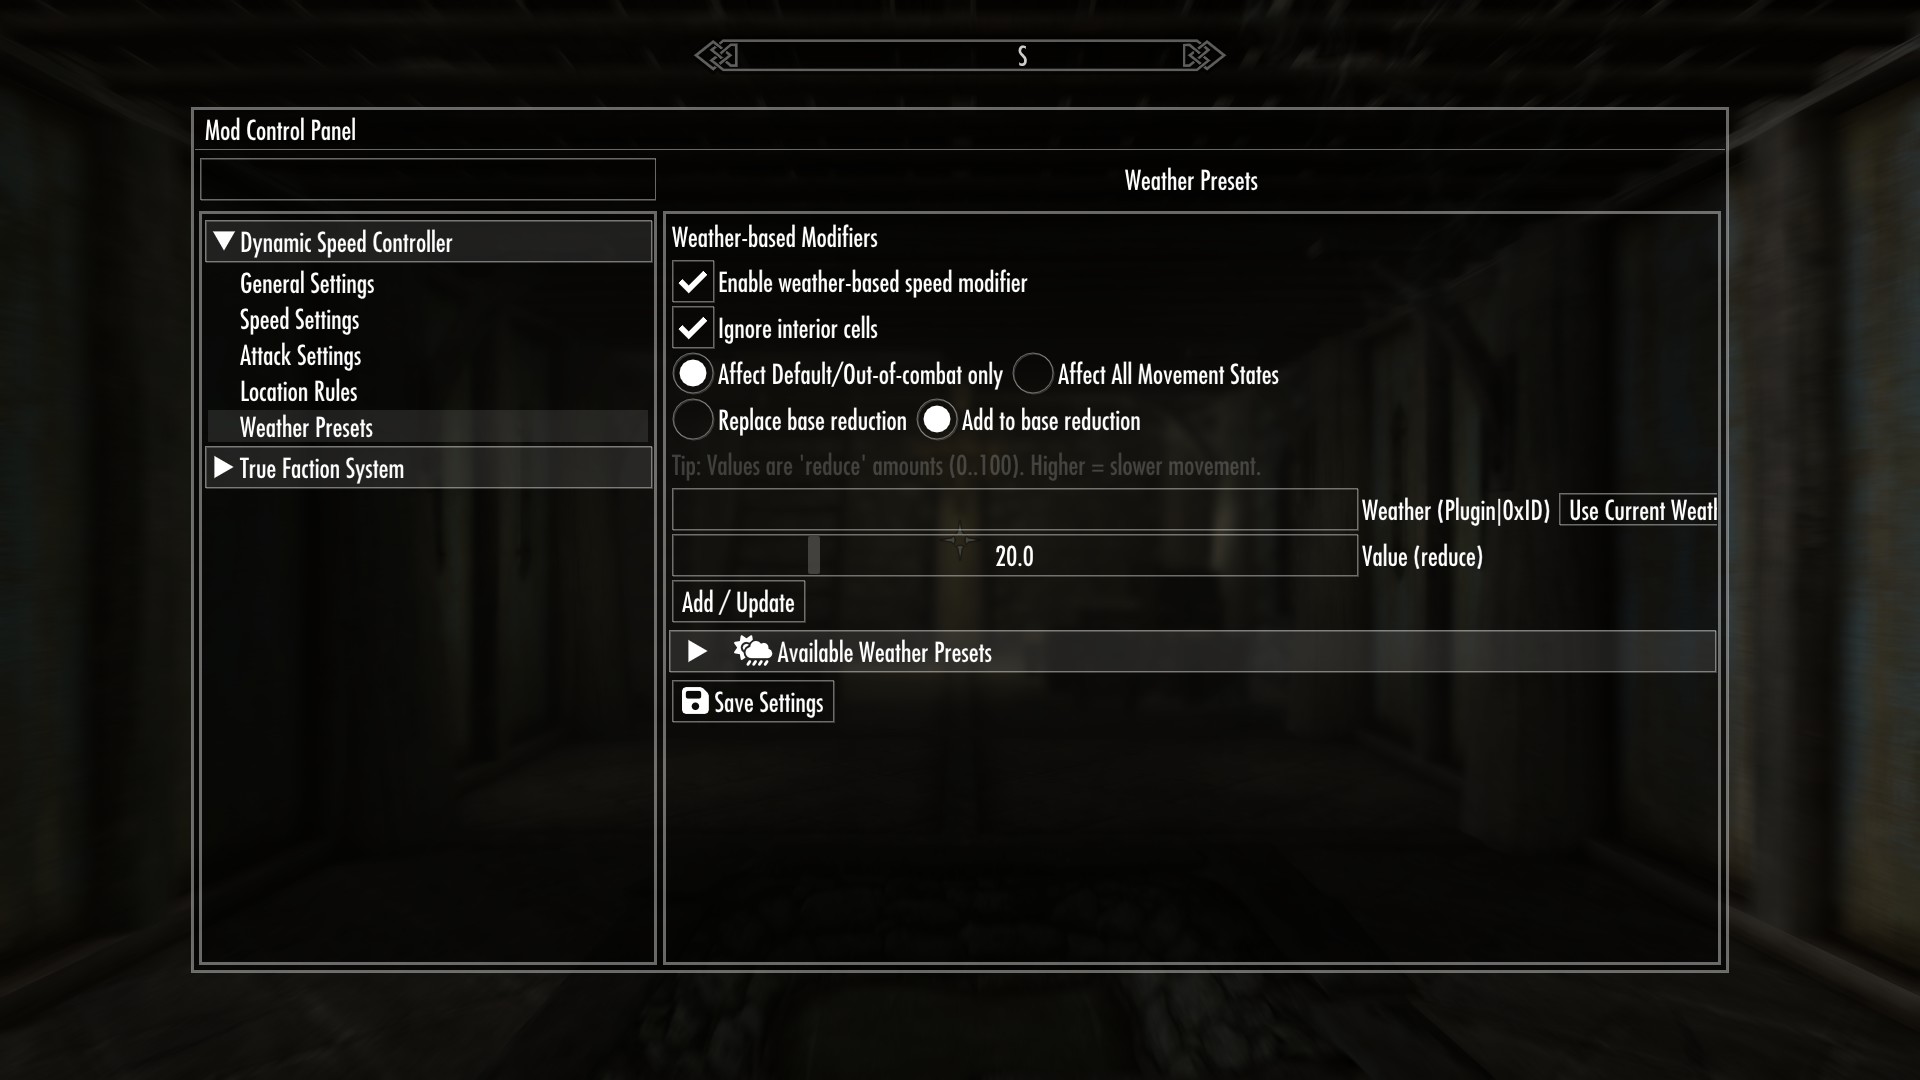 S
Mod Control Panel
Weather Presets
Dynamic Speed Controller
General Settings
Speed Settings
Attack Settings
Location Rules
Weather Presets
True Faction System
Weather-based Modifiers
Enable weather-based speed modifier
Ignore interior cells
Affect Default/Out-of-combat only Affect All Movement States
Replace base reduction Add to base reduction
Tip: Values are 'reduce' amounts (0..100). Higher = slower movement.
Weather (Plugin|0xID) Use Current Weat
20.0 Value (reduce)
Add / Update
Available Weather Presets
Save Settings